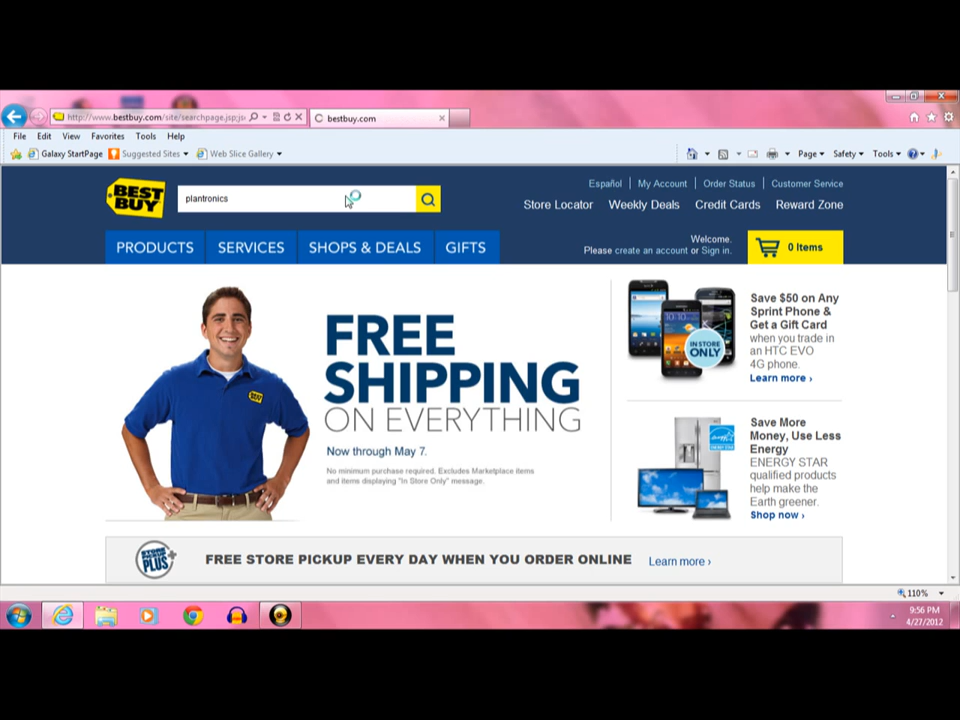 http://www.bestbuy.com/site/searchpage.jsp;js
bestbuy.com
File Edit View Favorites Tools Help
Galaxy StartPage Suggested Sites Web Slice Gallery Page Safety Tools
BEST BUY
plantronics
Español My Account Order Status Customer Service
Store Locator Weekly Deals Credit Cards Reward Zone
PRODUCTS SERVICES SHOPS & DEALS GIFTS
Welcome.
Please create an account or Sign in.
0 Items
FREE
SHIPPING
ON EVERYTHING
Now through May 7.
No minimum purchase required. Excludes Marketplace items
and items displaying "In Store Only" message.
IN STORE
ONLY
Save $50 on Any
Sprint Phone &
Get a Gift Card
when you trade in
an HTC EVO
4G phone.
Learn more ›
Save More
Money, Use Less
Energy
ENERGY STAR
qualified products
help make the
Earth greener.
Shop now ›
STORE
PICKUP
PLUS+
FREE STORE PICKUP EVERY DAY WHEN YOU ORDER ONLINE Learn more ›
110%
9:56 PM
4/27/2012